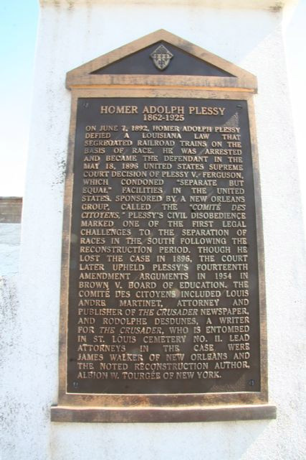 HOMER ADOLPH PLESSY
1862-1925
ON JUNE 7, 1892, HOMER ADOLPH PLESSY
DEFIED A LOUISIANA LAW THAT
SEGREGATED RAILROAD TRAINS ON THE
BASIS OF RACE. HE WAS ARRESTED
AND BECAME THE DEFENDANT IN THE
MAY 18, 1896 UNITED STATES SUPREME
COURT DECISION OF PLESSY V. FERGUSON,
WHICH CONDONED "SEPARATE BUT
EQUAL" FACILITIES IN THE UNITED
STATES. SPONSORED BY A NEW ORLEANS
GROUP, CALLED THE "COMITÉ DES
CITOYENS," PLESSY'S CIVIL DISOBEDIENCE
MARKED ONE OF THE FIRST LEGAL
CHALLENGES TO THE SEPARATION OF
RACES IN THE SOUTH FOLLOWING THE
RECONSTRUCTION PERIOD. THOUGH HE
LOST THE CASE IN 1896, THE COURT
LATER UPHELD PLESSY'S FOURTEENTH
AMENDMENT ARGUMENTS IN 1954 IN
BROWN V. BOARD OF EDUCATION. THE
COMITÉ DES CITOYENS INCLUDED LOUIS
ANDRE MARTINET, ATTORNEY AND
PUBLISHER OF THE CRUSADER NEWSPAPER,
AND RODOLPHE DESDUNES, A WRITER
FOR THE CRUSADER, WHO IS ENTOMBED
IN ST. LOUIS CEMETERY NO. II. LEAD
ATTORNEYS IN THE CASE WERE
JAMES WALKER OF NEW ORLEANS AND
THE NOTED RECONSTRUCTION AUTHOR,
ALBION W. TOURGÉE OF NEW YORK.